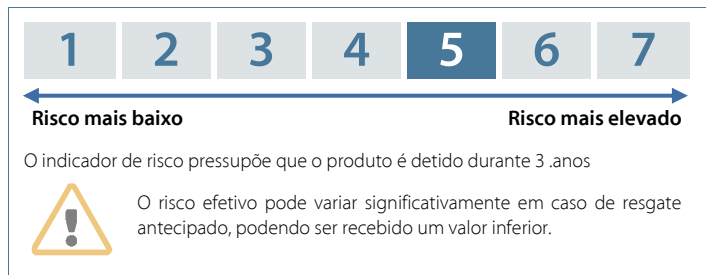 1 2 3 4 5 6 7
Risco mais baixo Risco mais elevado
O indicador de risco pressupõe que o produto é detido durante 3 .anos
O risco efetivo pode variar significativamente em caso de resgate
antecipado, podendo ser recebido um valor inferior.